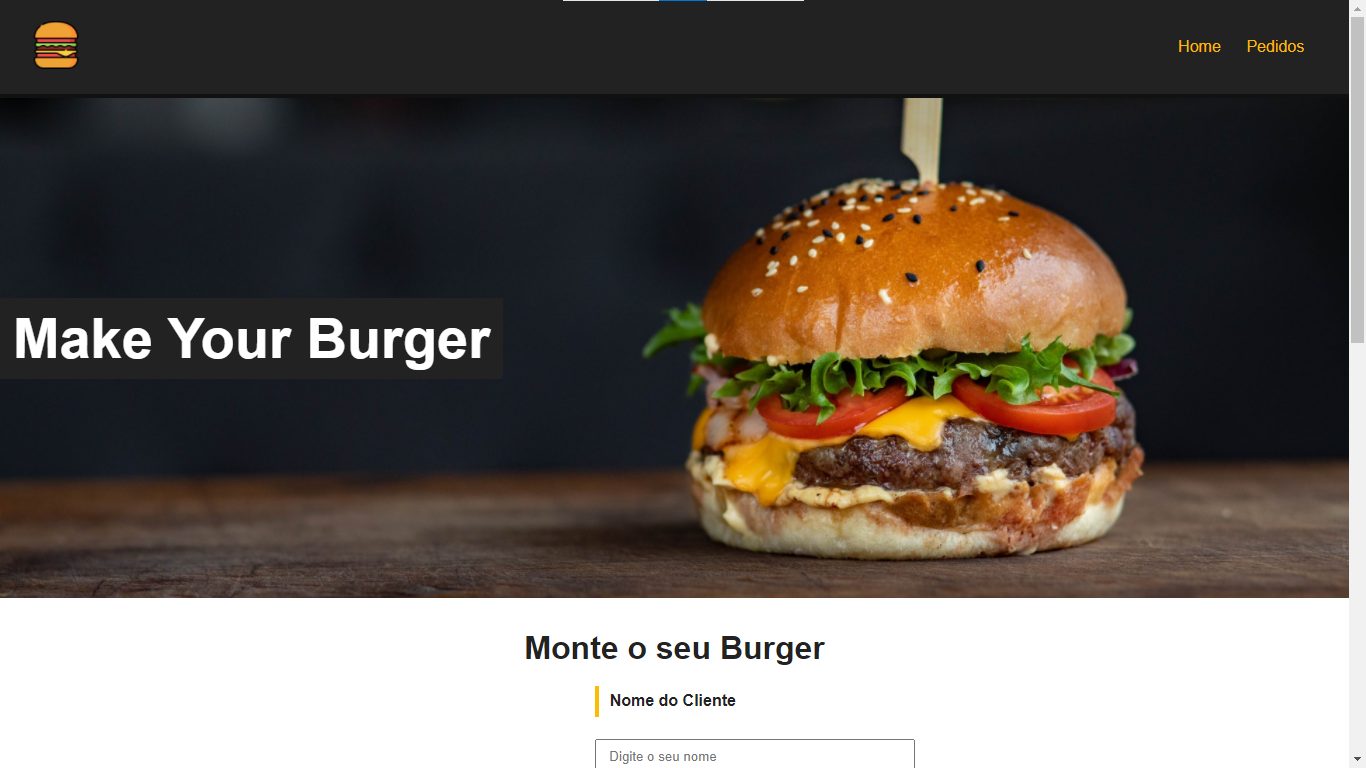 Home Pedidos
Make Your Burger
Monte o seu Burger
Nome do Cliente
Digite o seu nome